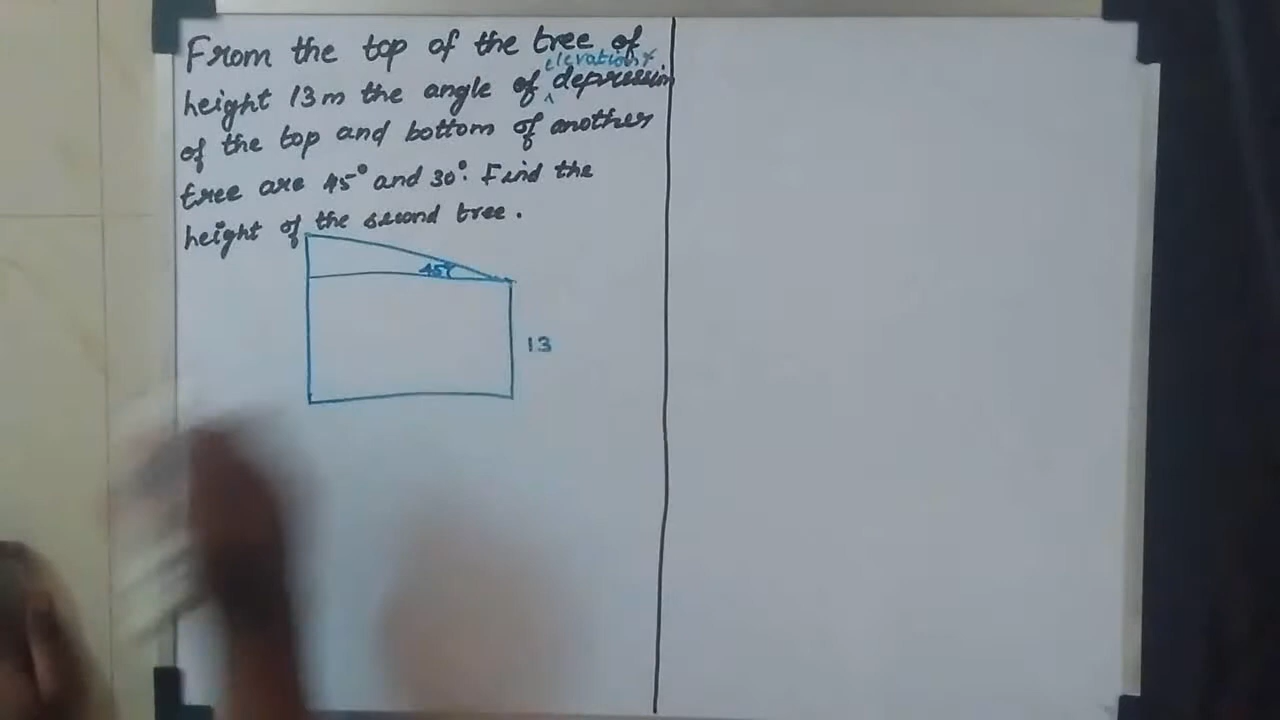 From the top of the tree of
elevation &
height 13m the angle of depression
of the top and bottom of another
tree are 45° and 30°. Find the
height of the second tree.
45°
13